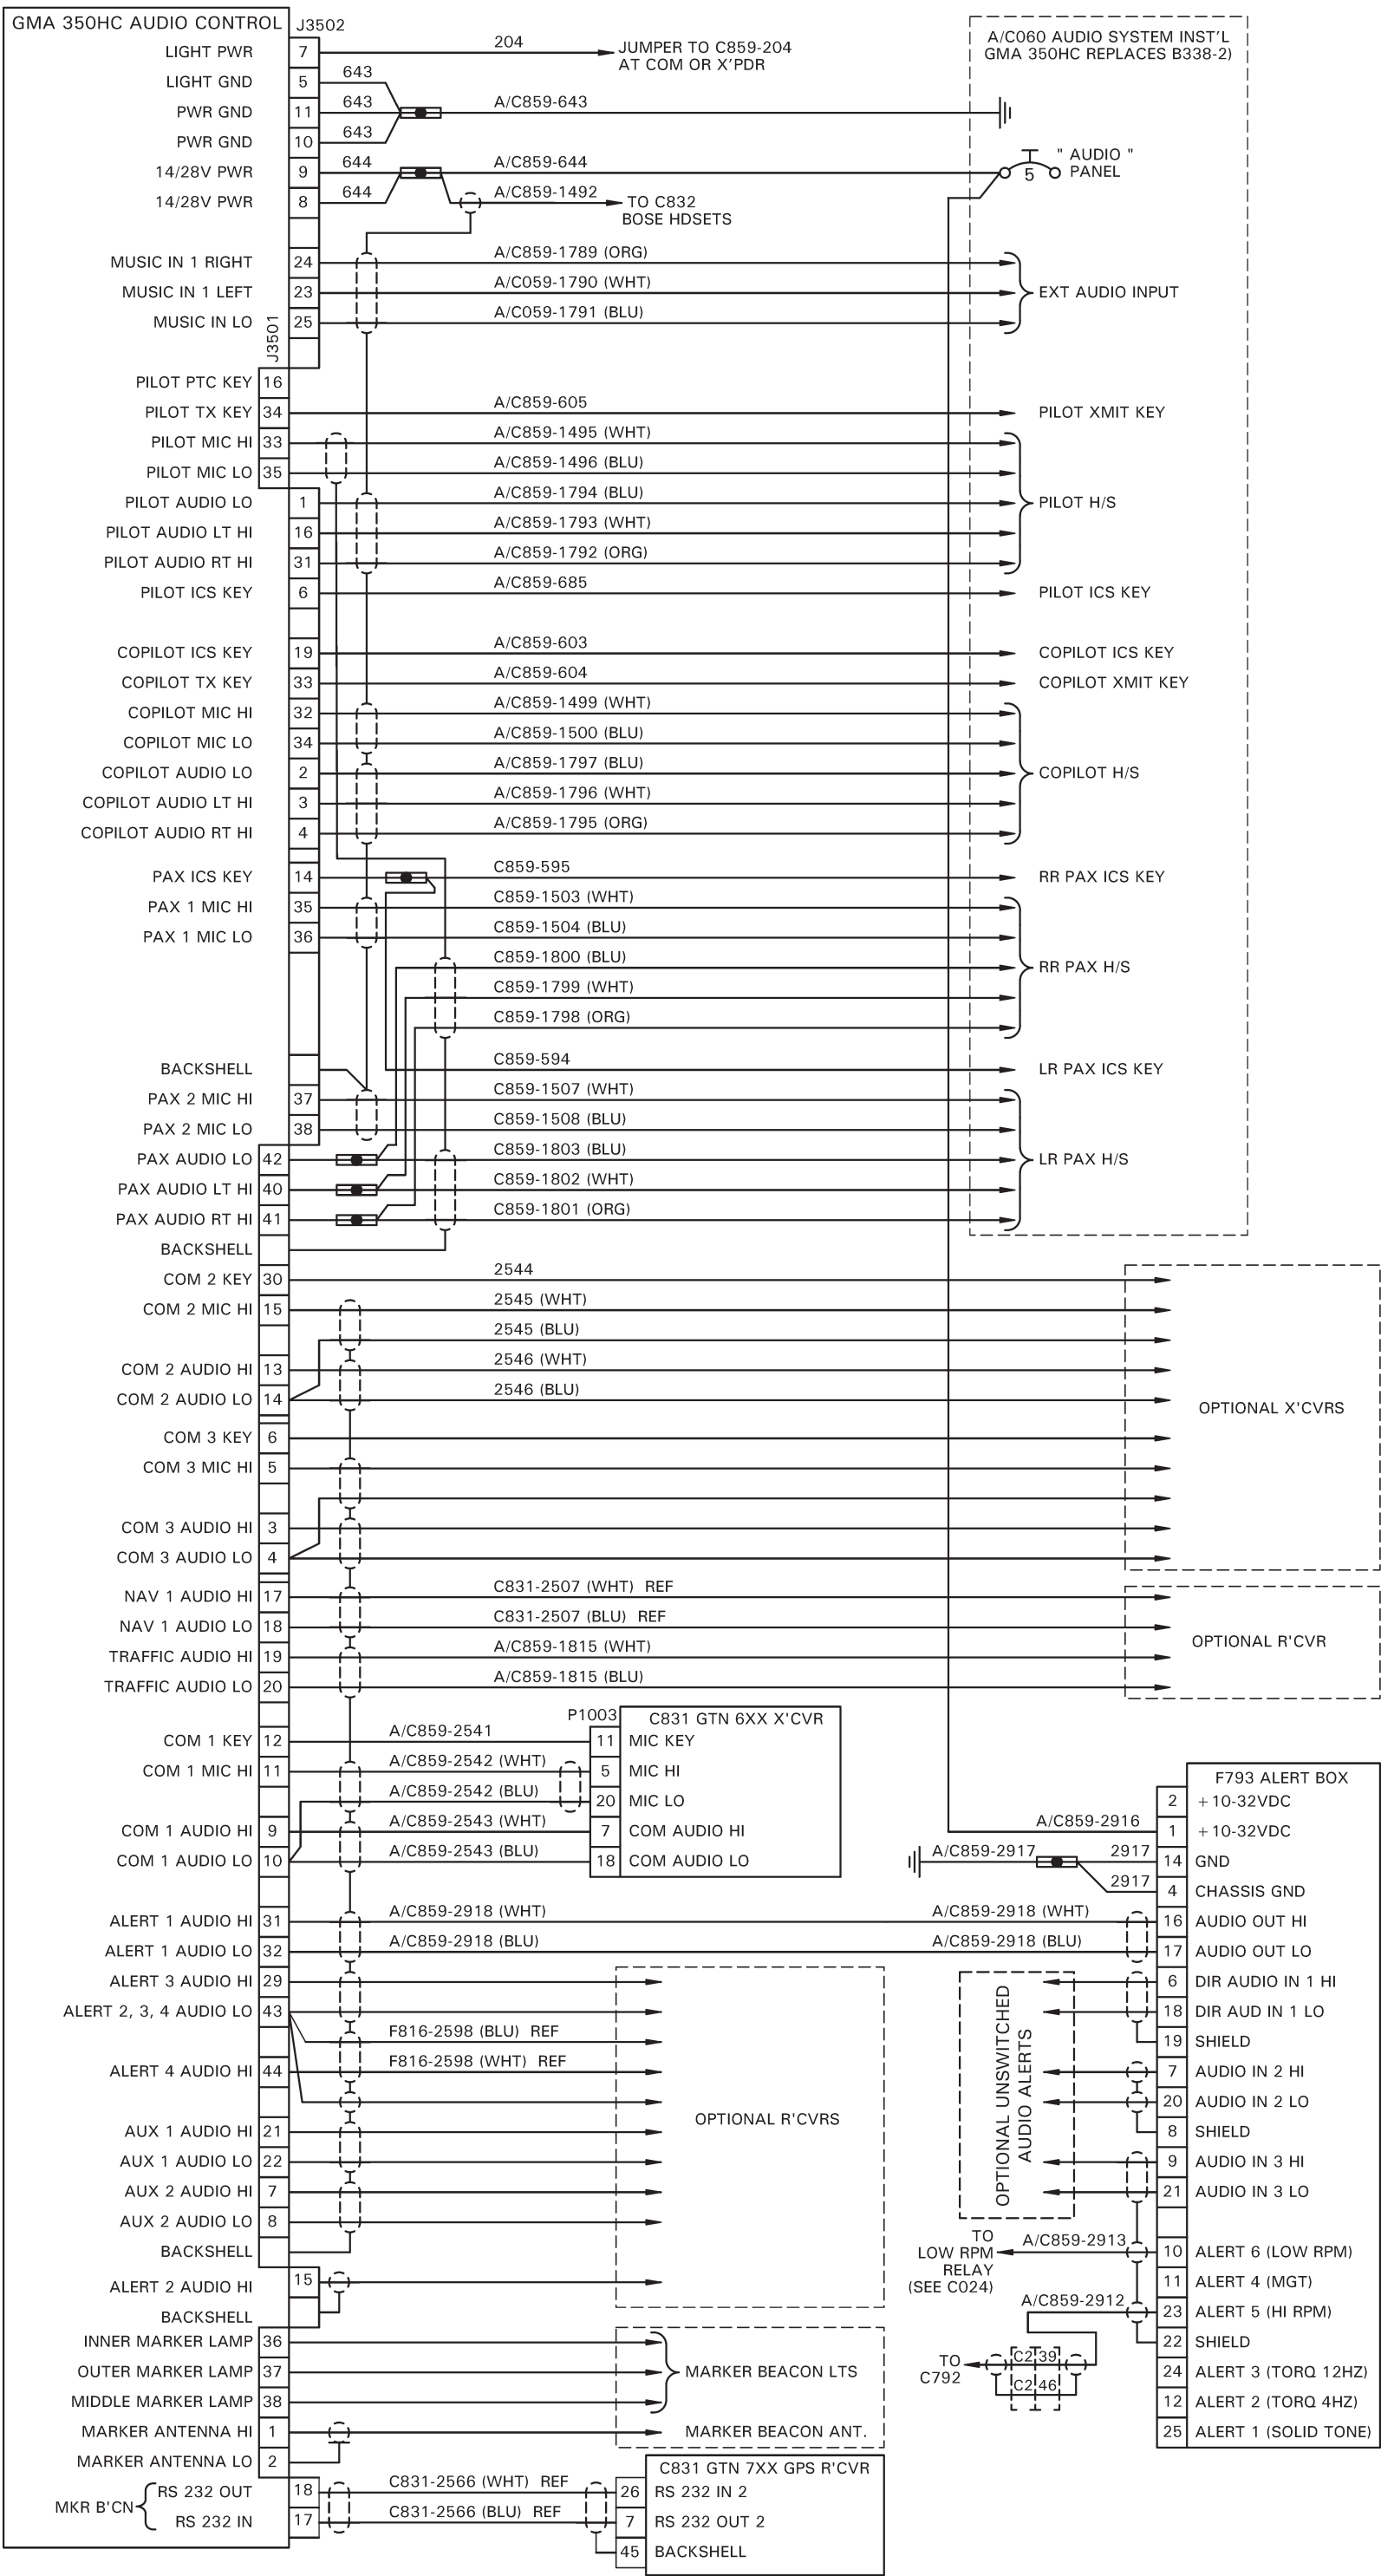 GMA 350HC AUDIO CONTROL
J3502
LIGHT PWR 7 204 JUMPER TO C859-204
AT COM OR X'PDR
A/C060 AUDIO SYSTEM INST'L
GMA 350HC REPLACES B338-2)
LIGHT GND 5 643
PWR GND 11 643 A/C859-643
PWR GND 10 643
14/28V PWR 9 644 A/C859-644 5 " AUDIO "
PANEL
14/28V PWR 8 644 A/C859-1492 TO C832
BOSE HDSETS
MUSIC IN 1 RIGHT 24 A/C859-1789 (ORG)
MUSIC IN 1 LEFT 23 A/C059-1790 (WHT) EXT AUDIO INPUT
MUSIC IN LO 25 A/C059-1791 (BLU)
J3501
PILOT PTC KEY 16
PILOT TX KEY 34 A/C859-605 PILOT XMIT KEY
PILOT MIC HI 33 A/C859-1495 (WHT)
PILOT MIC LO 35 A/C859-1496 (BLU)
PILOT AUDIO LO 1 A/C859-1794 (BLU) PILOT H/S
PILOT AUDIO LT HI 16 A/C859-1793 (WHT)
PILOT AUDIO RT HI 31 A/C859-1792 (ORG)
PILOT ICS KEY 6 A/C859-685 PILOT ICS KEY
COPILOT ICS KEY 19 A/C859-603 COPILOT ICS KEY
COPILOT TX KEY 33 A/C859-604 COPILOT XMIT KEY
COPILOT MIC HI 32 A/C859-1499 (WHT)
COPILOT MIC LO 34 A/C859-1500 (BLU)
COPILOT AUDIO LO 2 A/C859-1797 (BLU) COPILOT H/S
COPILOT AUDIO LT HI 3 A/C859-1796 (WHT)
COPILOT AUDIO RT HI 4 A/C859-1795 (ORG)
PAX ICS KEY 14 C859-595 RR PAX ICS KEY
PAX 1 MIC HI 35 C859-1503 (WHT)
PAX 1 MIC LO 36 C859-1504 (BLU)
C859-1800 (BLU) RR PAX H/S
C859-1799 (WHT)
C859-1798 (ORG)
BACKSHELL C859-594 LR PAX ICS KEY
PAX 2 MIC HI 37 C859-1507 (WHT)
PAX 2 MIC LO 38 C859-1508 (BLU)
PAX AUDIO LO 42 C859-1803 (BLU) LR PAX H/S
PAX AUDIO LT HI 40 C859-1802 (WHT)
PAX AUDIO RT HI 41 C859-1801 (ORG)
BACKSHELL
COM 2 KEY 30 2544
COM 2 MIC HI 15 2545 (WHT)
2545 (BLU)
COM 2 AUDIO HI 13 2546 (WHT)
COM 2 AUDIO LO 14 2546 (BLU)
OPTIONAL X'CVRS
COM 3 KEY 6
COM 3 MIC HI 5
COM 3 AUDIO HI 3
COM 3 AUDIO LO 4
NAV 1 AUDIO HI 17 C831-2507 (WHT) REF
NAV 1 AUDIO LO 18 C831-2507 (BLU) REF
OPTIONAL R'CVR
TRAFFIC AUDIO HI 19 A/C859-1815 (WHT)
TRAFFIC AUDIO LO 20 A/C859-1815 (BLU)
P1003 C831 GTN 6XX X'CVR
COM 1 KEY 12 A/C859-2541 11 MIC KEY
COM 1 MIC HI 11 A/C859-2542 (WHT) 5 MIC HI
A/C859-2542 (BLU) 20 MIC LO
COM 1 AUDIO HI 9 A/C859-2543 (WHT) 7 COM AUDIO HI
COM 1 AUDIO LO 10 A/C859-2543 (BLU) 18 COM AUDIO LO
F793 ALERT BOX
2 +10-32VDC
A/C859-2916 1 +10-32VDC
A/C859-2917 2917 14 GND
2917 4 CHASSIS GND
ALERT 1 AUDIO HI 31 A/C859-2918 (WHT) A/C859-2918 (WHT) 16 AUDIO OUT HI
ALERT 1 AUDIO LO 32 A/C859-2918 (BLU) A/C859-2918 (BLU) 17 AUDIO OUT LO
ALERT 3 AUDIO HI 29 6 DIR AUDIO IN 1 HI
ALERT 2, 3, 4 AUDIO LO 43 18 DIR AUD IN 1 LO
F816-2598 (BLU) REF 19 SHIELD
ALERT 4 AUDIO HI 44 F816-2598 (WHT) REF 7 AUDIO IN 2 HI
OPTIONAL UNSWITCHED
AUDIO ALERTS
20 AUDIO IN 2 LO
OPTIONAL R'CVRS
AUX 1 AUDIO HI 21 8 SHIELD
AUX 1 AUDIO LO 22 9 AUDIO IN 3 HI
AUX 2 AUDIO HI 7 21 AUDIO IN 3 LO
AUX 2 AUDIO LO 8
BACKSHELL
TO
LOW RPM
RELAY
(SEE C024)
A/C859-2913 10 ALERT 6 (LOW RPM)
ALERT 2 AUDIO HI 15 11 ALERT 4 (MGT)
BACKSHELL A/C859-2912 23 ALERT 5 (HI RPM)
INNER MARKER LAMP 36 22 SHIELD
OUTER MARKER LAMP 37 MARKER BEACON LTS
TO
C792
C2 39
C2 46
24 ALERT 3 (TORQ 12HZ)
MIDDLE MARKER LAMP 38 12 ALERT 2 (TORQ 4HZ)
MARKER ANTENNA HI 1 MARKER BEACON ANT. 25 ALERT 1 (SOLID TONE)
MARKER ANTENNA LO 2
C831 GTN 7XX GPS R'CVR
MKR B'CN
RS 232 OUT 18 C831-2566 (WHT) REF 26 RS 232 IN 2
RS 232 IN 17 C831-2566 (BLU) REF 7 RS 232 OUT 2
45 BACKSHELL